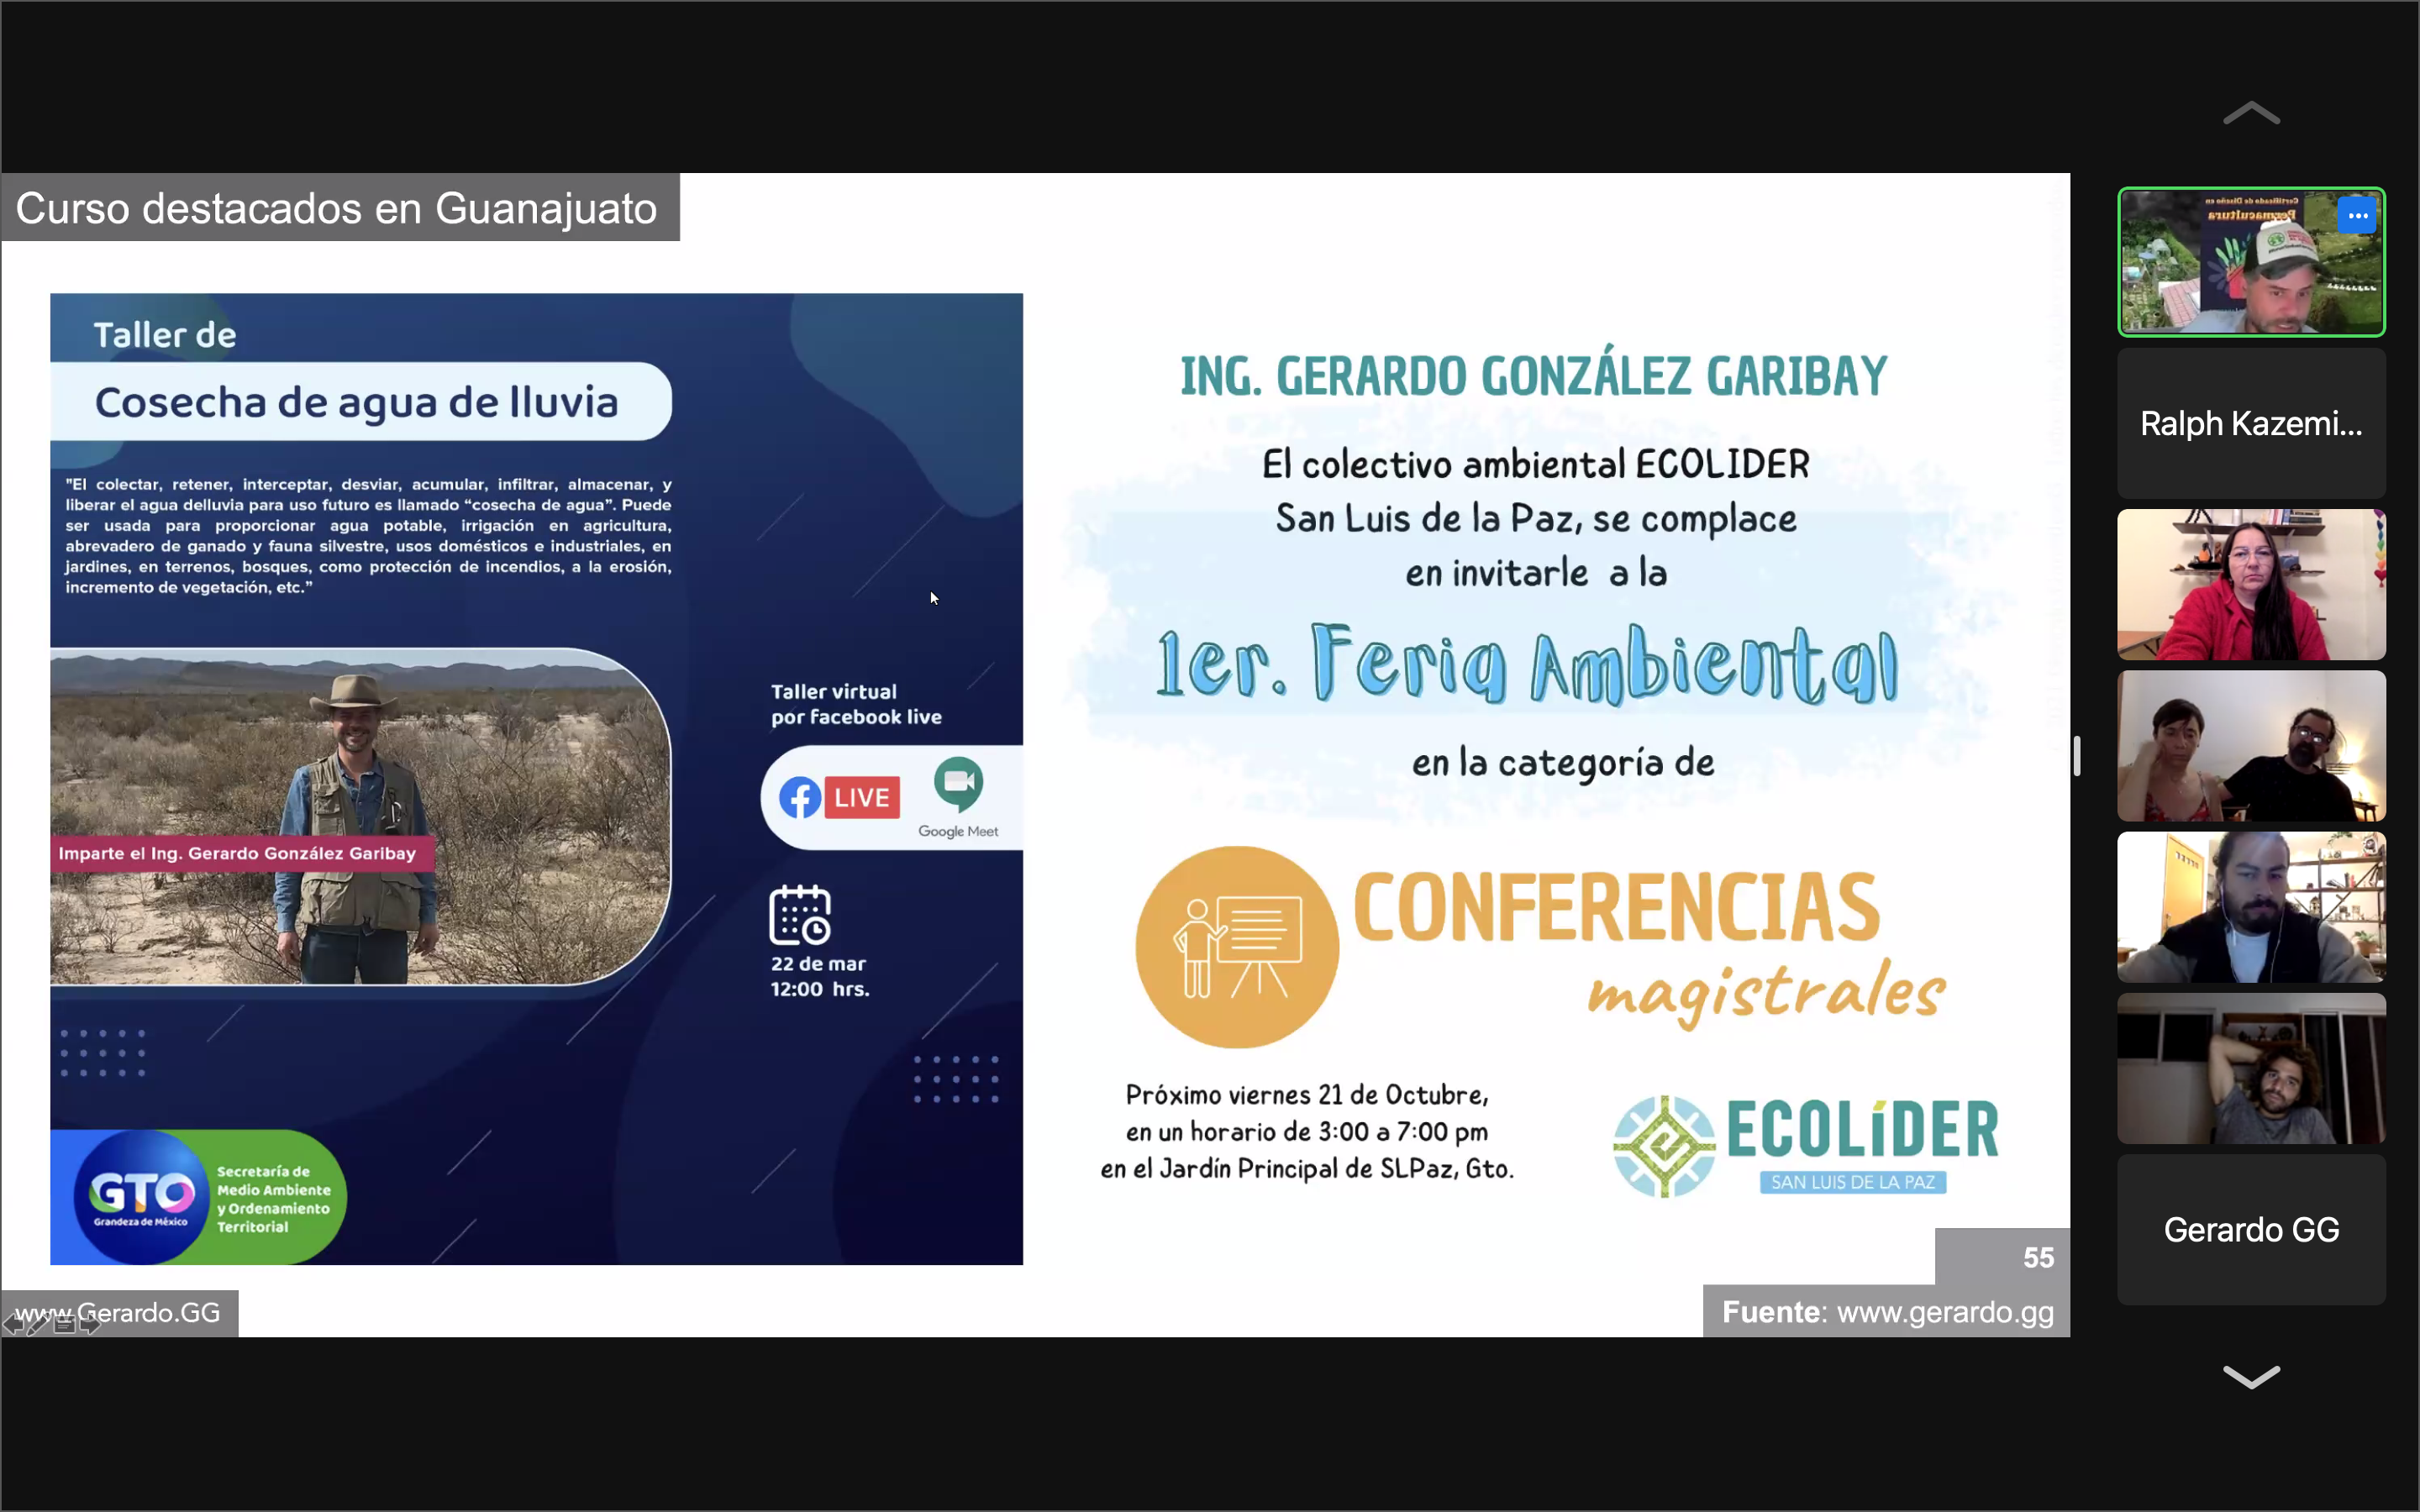 Curso destacados en Guanajuato
Taller de
Cosecha de agua de lluvia
"El colectar, retener, interceptar, desviar, acumular, infiltrar, almacenar, y
liberar el agua delluvia para uso futuro es llamado “cosecha de agua”. Puede
ser usada para proporcionar agua potable, irrigación en agricultura,
abrevadero de ganado y fauna silvestre, usos domésticos e industriales, en
jardines, en terrenos, bosques, como protección de incendios, a la erosión,
incremento de vegetación, etc.”
Imparte el Ing. Gerardo González Garibay
Taller virtual
por facebook live
LIVE
Google Meet
22 de mar
12:00 hrs.
GTO
Grandeza de México
Secretaría de
Medio Ambiente
y Ordenamiento
Territorial
www.Gerardo.GG
ING. GERARDO GONZÁLEZ GARIBAY
El colectivo ambiental ECOLIDER
San Luis de la Paz, se complace
en invitarle a la
1er. Feria Ambiental
en la categoría de
CONFERENCIAS
magistrales
Próximo viernes 21 de Octubre,
en un horario de 3:00 a 7:00 pm
en el Jardín Principal de SLPaz, Gto.
ECOLíDER
SAN LUIS DE LA PAZ
55
Fuente: www.gerardo.gg
Certificado de Diseño en
Permacultura
Ralph Kazemi...
Gerardo GG